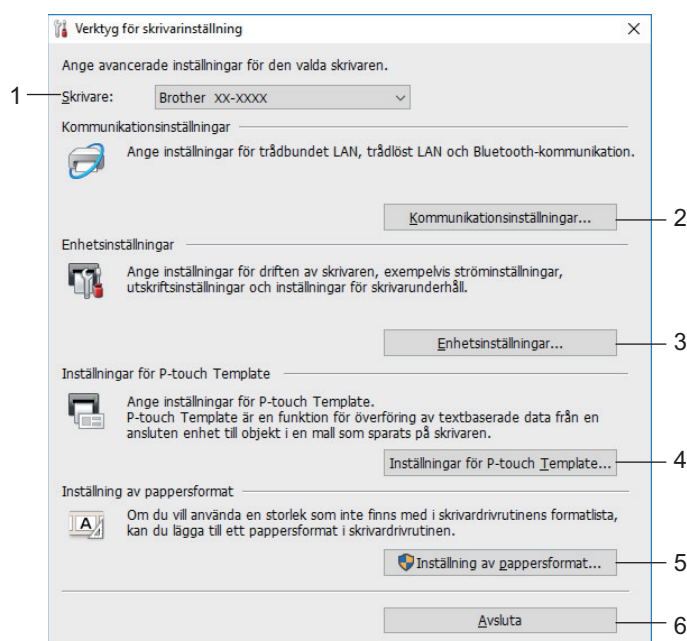 Verktyg för skrivarinställning
Ange avancerade inställningar för den valda skrivaren.
1
Skrivare: Brother XX-XXXX
Kommunikationsinställningar
Ange inställningar för trådbundet LAN, trådlöst LAN och Bluetooth-kommunikation.
Kommunikationsinställningar...
2
Enhetsinställningar
Ange inställningar för driften av skrivaren, exempelvis ströminställningar,
utskriftsinställningar och inställningar för skrivarunderhåll.
Enhetsinställningar...
3
Inställningar för P-touch Template
Ange inställningar för P-touch Template.
P-touch Template är en funktion för överföring av textbaserade data från en
ansluten enhet till objekt i en mall som sparats på skrivaren.
Inställningar för P-touch Template...
4
Inställning av pappersformat
A
Om du vill använda en storlek som inte finns med i skrivardrivrutinens formatlista,
kan du lägga till ett pappersformat i skrivardrivrutinen.
Inställning av pappersformat...
5
Avsluta
6